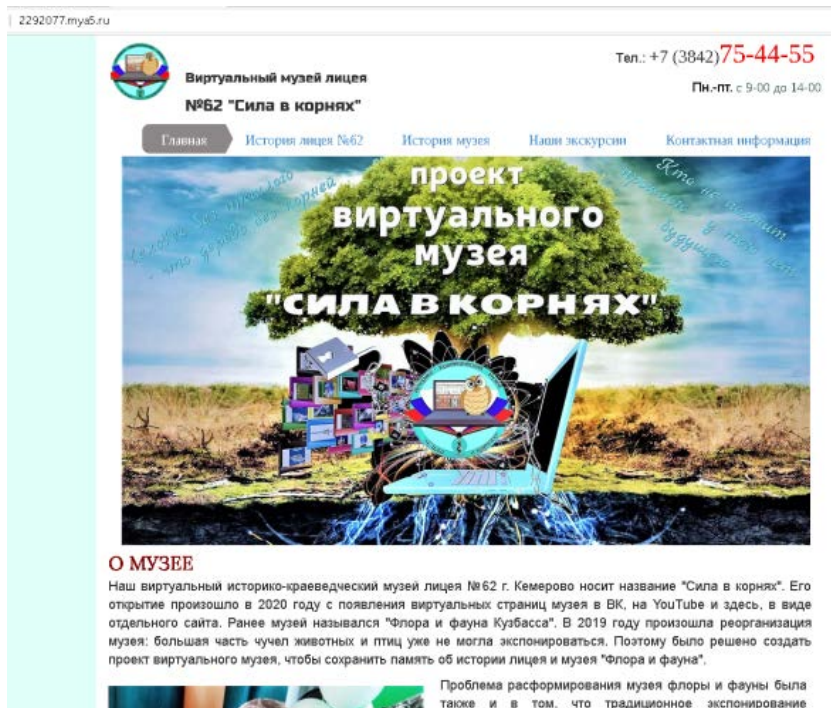 2292077.mya5.ru
Тел.: +7 (3842)75-44-55
Виртуальный музей лицея
№62 "Сила в корнях"
Пн.-пт. с 9-00 до 14-00
Главная История лицея №62 История музея Наши экскурсии Контактная информация
проект
виртуального
музея
"СИЛА В КОРНЯХ"
О МУЗЕЕ
Наш виртуальный историко-краеведческий музей лицея №62 г. Кемерово носит название "Сила в корнях". Его
открытие произошло в 2020 году с появления виртуальных страниц музея в ВК, на YouTube и здесь, в виде
отдельного сайта. Ранее музей назывался "Флора и фауна Кузбасса". В 2019 году произошла реорганизация
музея: большая часть чучел животных и птиц уже не могла экспонироваться. Поэтому было решено создать
проект виртуального музея, чтобы сохранить память об истории лицея и музея "Флора и фауна".
Проблема расформирования музея флоры и фауны была
также и в том, что традиционное экспонирование